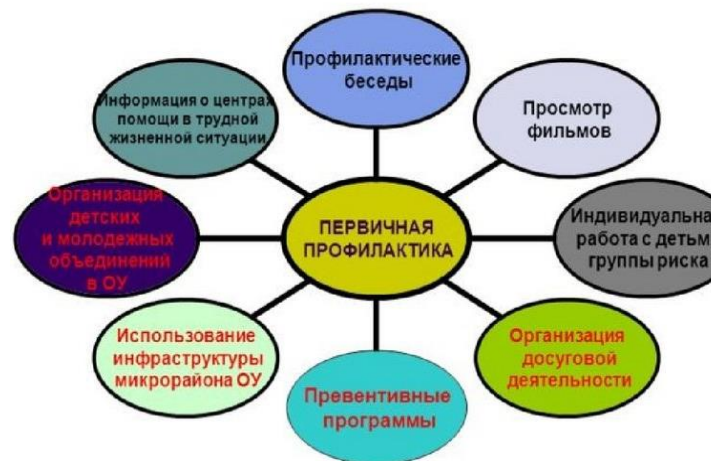 Профилактические
беседы
Просмотр
фильмов
Индивидуальна
работа с детьм
группы риска
Организация
досуговой
деятельности
Превентивные
программы
Использование
инфраструктуры
микрорайона ОУ
Организация
детских
и молодежных
объединений
в ОУ
Информация о центрах
помощи в трудной
жизненной ситуации
ПЕРВИЧНАЯ
ПРОФИЛАКТИКА